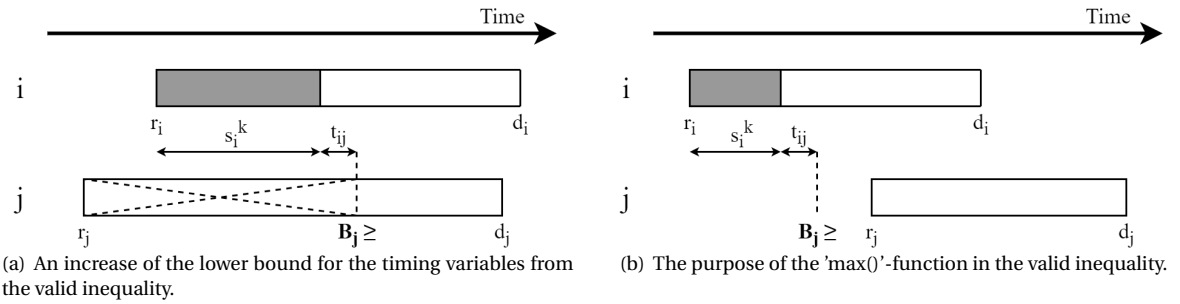 Time
i
r_i
s_i^k
t_ij
d_i
j
r_j
B_j ≥
d_j
(a) An increase of the lower bound for the timing variables from
the valid inequality.
Time
i
r_i
s_i^k
t_ij
d_i
j
B_j ≥
r_j
d_j
(b) The purpose of the 'max()'-function in the valid inequality.